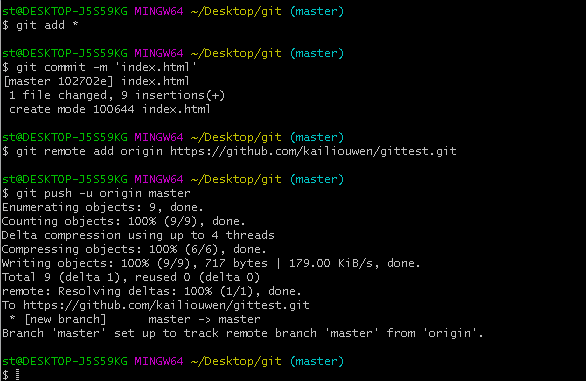 st@DESKTOP-J5S59KG MINGW64 ~/Desktop/git (master)
$ git add *
st@DESKTOP-J5S59KG MINGW64 ~/Desktop/git (master)
$ git commit -m 'index.html'
[master 102702e] index.html
1 file changed, 9 insertions(+)
create mode 100644 index.html
st@DESKTOP-J5S59KG MINGW64 ~/Desktop/git (master)
$ git remote add origin https://github.com/kailiouwen/gittest.git
st@DESKTOP-J5S59KG MINGW64 ~/Desktop/git (master)
$ git push -u origin master
Enumerating objects: 9, done.
Counting objects: 100% (9/9), done.
Delta compression using up to 4 threads
Compressing objects: 100% (6/6), done.
Writing objects: 100% (9/9), 717 bytes | 179.00 KiB/s, done.
Total 9 (delta 1), reused 0 (delta 0)
remote: Resolving deltas: 100% (1/1), done.
To https://github.com/kailiouwen/gittest.git
* [new branch]      master -> master
Branch 'master' set up to track remote branch 'master' from 'origin'.
st@DESKTOP-J5S59KG MINGW64 ~/Desktop/git (master)
$